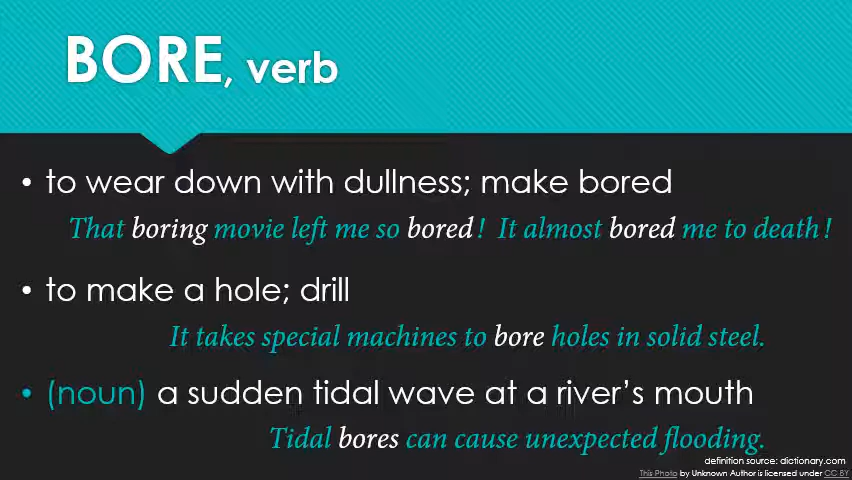 BORE, verb
• to wear down with dullness; make bored
That boring movie left me so bored! It almost bored me to death!
• to make a hole; drill
It takes special machines to bore holes in solid steel.
• (noun) a sudden tidal wave at a river’s mouth
Tidal bores can cause unexpected flooding.
definition source: dictionary.com
This Photo by Unknown Author is licensed under CC BY